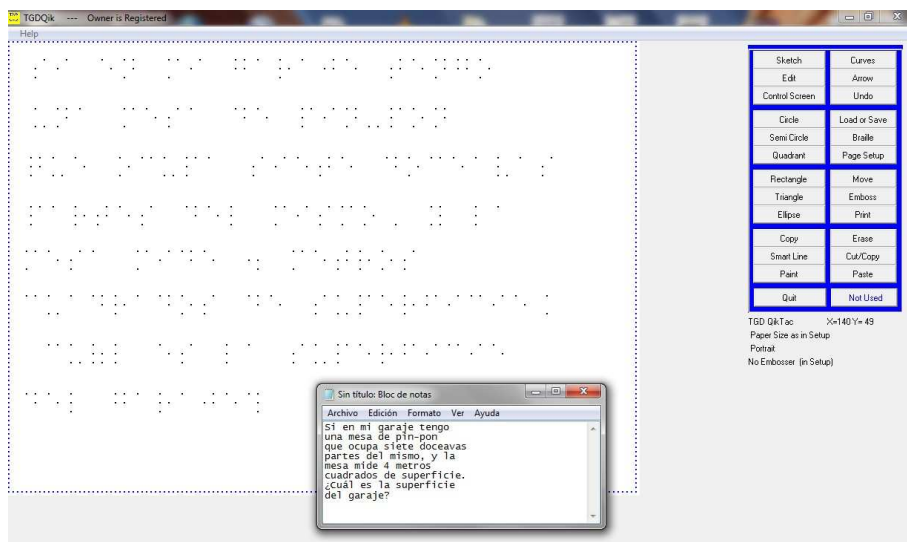 TGDQik --- Owner is Registered
Help
Sketch Curves
Edit Arrow
Control Screen Undo
Circle Load or Save
Semi Circle Braille
Quadrant Page Setup
Rectangle Move
Triangle Emboss
Ellipse Print
Copy Erase
Smart Line Cut/Copy
Paint Paste
Quit Not Used
TGD QikTac X=140 Y= 49
Paper Size as in Setup
Portrait
No Embosser (in Setup)
Sin título: Bloc de notas
Archivo Edición Formato Ver Ayuda
Si en mi garaje tengo
una mesa de pin-pon
que ocupa siete doceavas
partes del mismo, y la
mesa mide 4 metros
cuadrados de superficie.
¿Cuál es la superficie
del garaje?